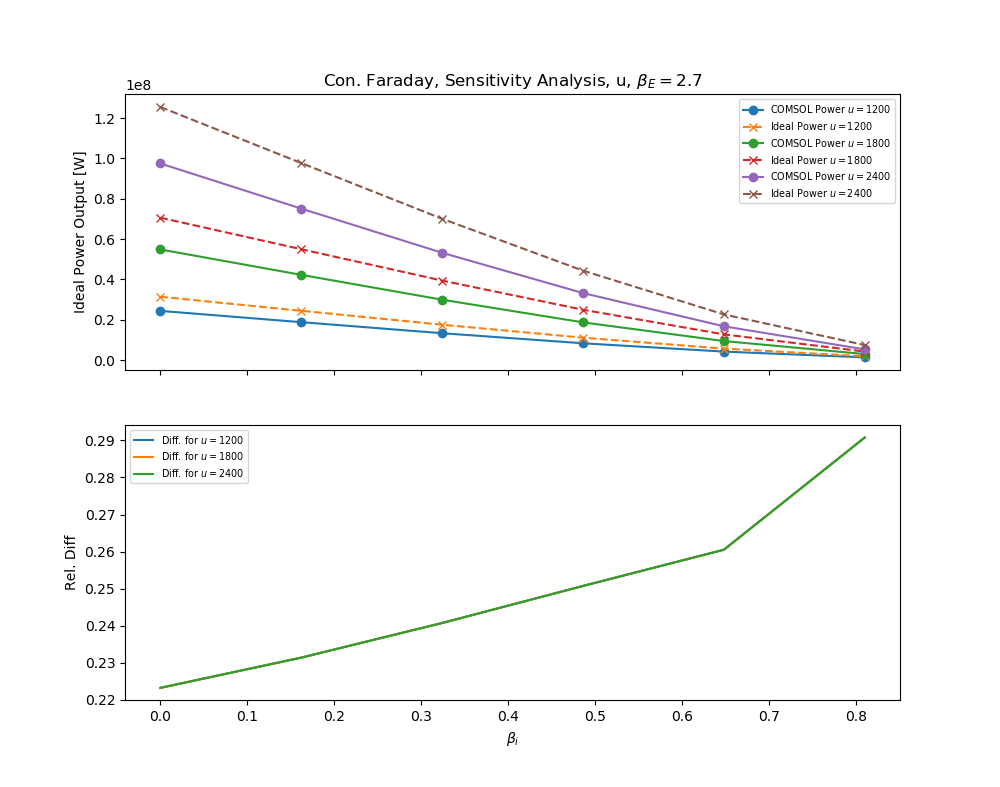 Con. Faraday, Sensitivity Analysis, u, $\beta_E = 2.7$
1e8
1.2
1.0
0.8
0.6
0.4
0.2
0.0
Ideal Power Output [W]
COMSOL Power $u = 1200$
Ideal Power $u = 1200$
COMSOL Power $u = 1800$
Ideal Power $u = 1800$
COMSOL Power $u = 2400$
Ideal Power $u = 2400$
0.29
0.28
0.27
0.26
0.25
0.24
0.23
0.22
Rel. Diff
Diff. for $u = 1200$
Diff. for $u = 1800$
Diff. for $u = 2400$
0.0 0.1 0.2 0.3 0.4 0.5 0.6 0.7 0.8
$\beta_i$